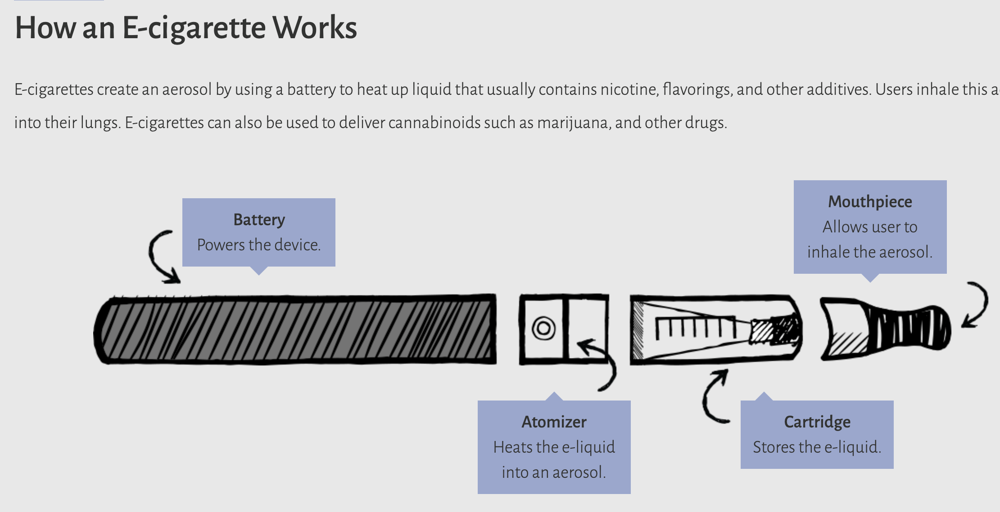 How an E-cigarette Works
E-cigarettes create an aerosol by using a battery to heat up liquid that usually contains nicotine, flavorings, and other additives. Users inhale this
into their lungs. E-cigarettes can also be used to deliver cannabinoids such as marijuana, and other drugs.
Battery
Powers the device.
Mouthpiece
Allows user to
inhale the aerosol.
Atomizer
Heats the e-liquid
into an aerosol.
Cartridge
Stores the e-liquid.